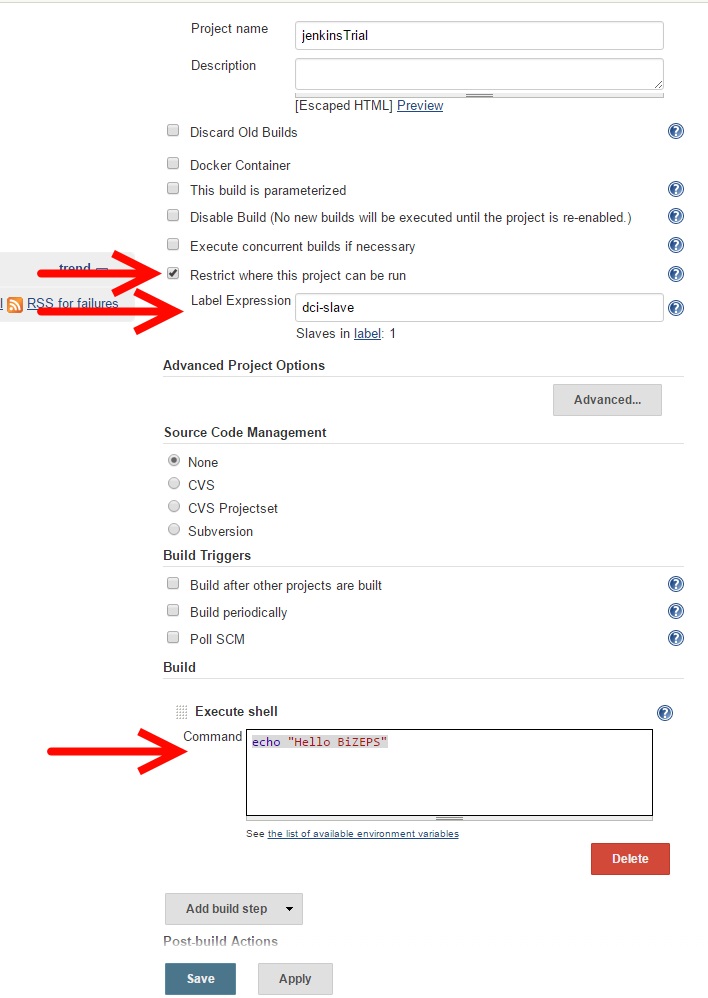 Project name
jenkinsTrial
Description
[Escaped HTML] Preview
Discard Old Builds
Docker Container
This build is parameterized
Disable Build (No new builds will be executed until the project is re-enabled.)
Execute concurrent builds if necessary
trend
Restrict where this project can be run
RSS for failures
Label Expression
dci-slave
Slaves in label: 1
Advanced Project Options
Advanced...
Source Code Management
None
CVS
CVS Projectset
Subversion
Build Triggers
Build after other projects are built
Build periodically
Poll SCM
Build
Execute shell
Command
echo "Hello BiZEPS"
See the list of available environment variables
Delete
Add build step
Post-build Actions
Save
Apply